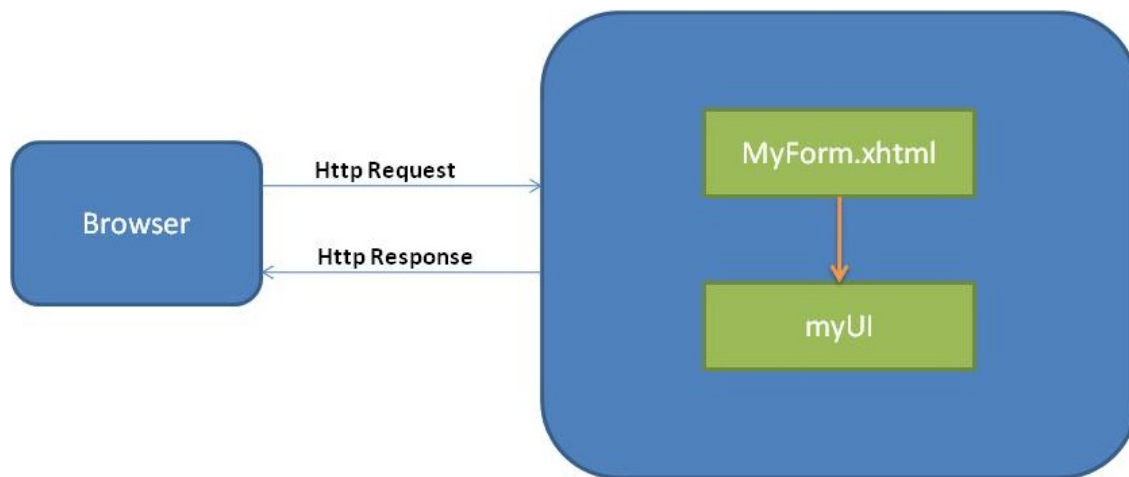 Browser
Http Request
Http Response
MyForm.xhtml
myUI